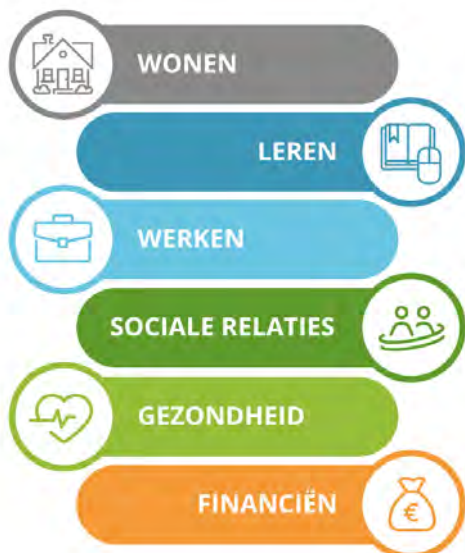 WONEN
LEREN
WERKEN
SOCIALE RELATIES
GEZONDHEID
FINANCIËN
€